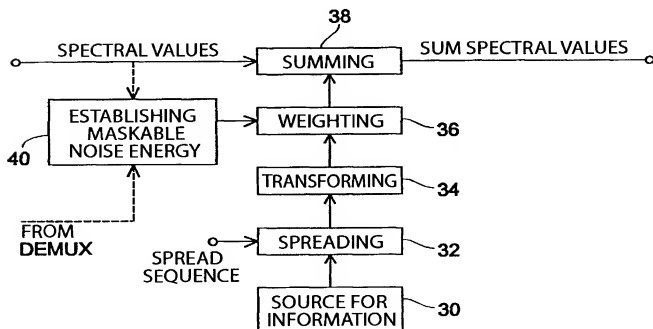 38
SPECTRAL VALUES
SUMMING
SUM SPECTRAL VALUES
ESTABLISHING
MASKABLE
NOISE ENERGY
40
WEIGHTING
36
TRANSFORMING
34
FROM
DEMUX
SPREADING
32
SPREAD
SEQUENCE
SOURCE FOR
INFORMATION
30